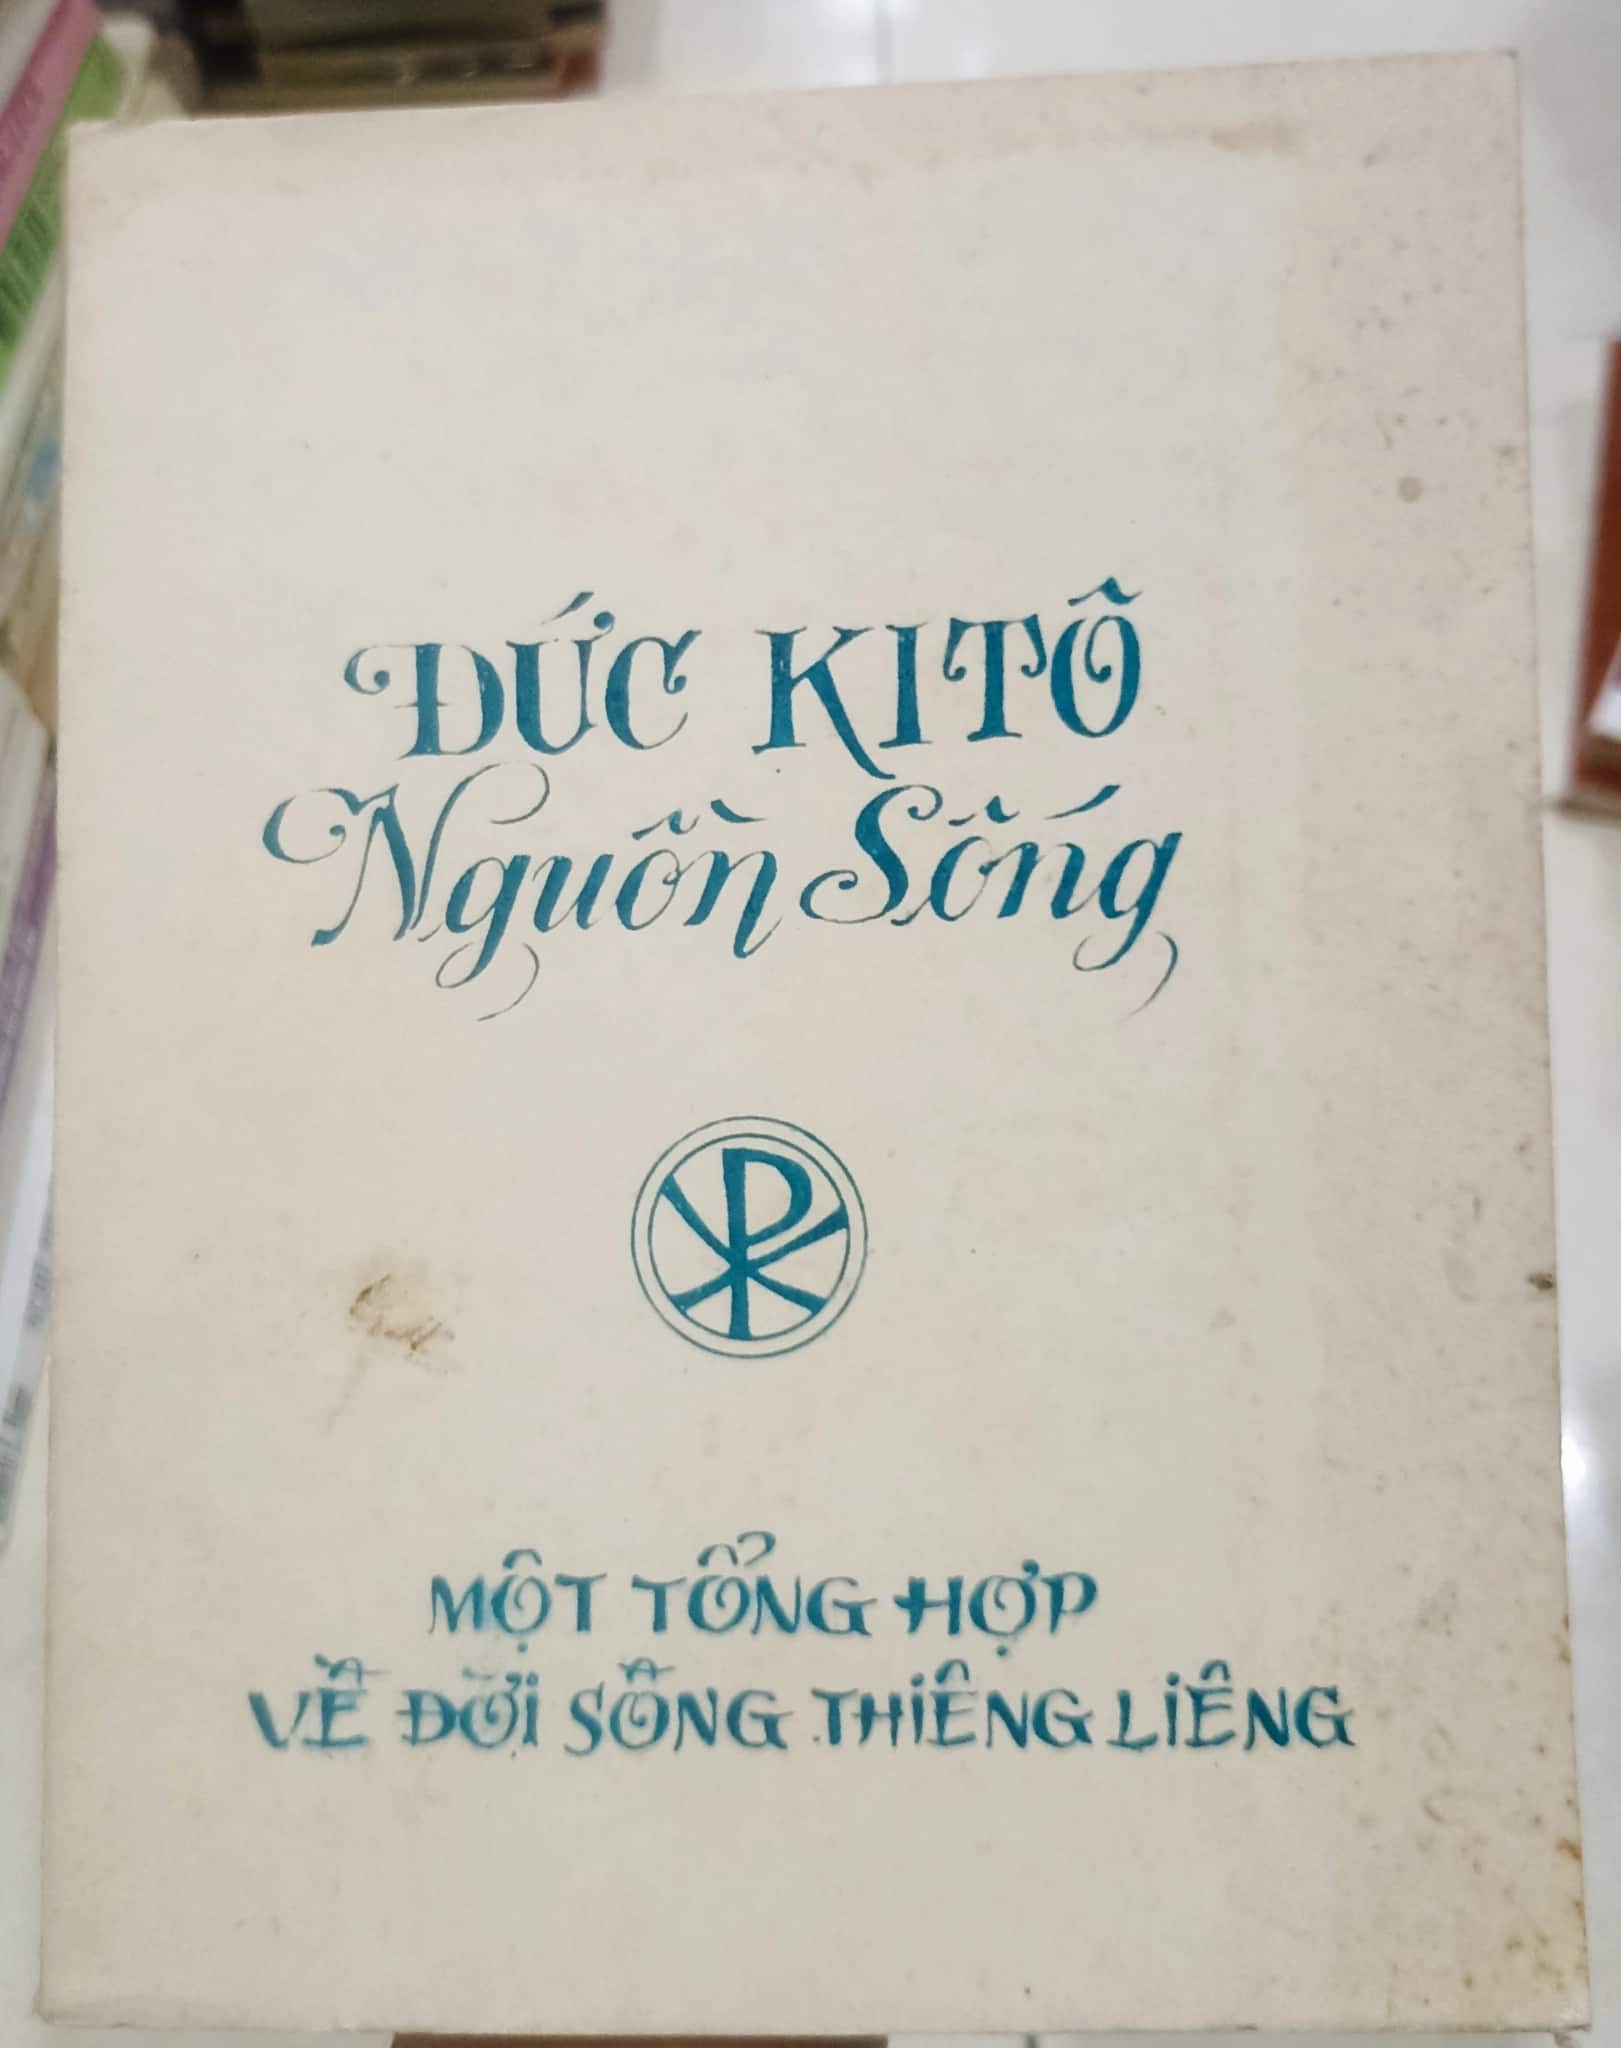 ĐỨC KITÔ
Nguồn Sống
MỘT TỔNG HỢP
VỀ ĐỜI SỐNG THIÊNG LIÊNG